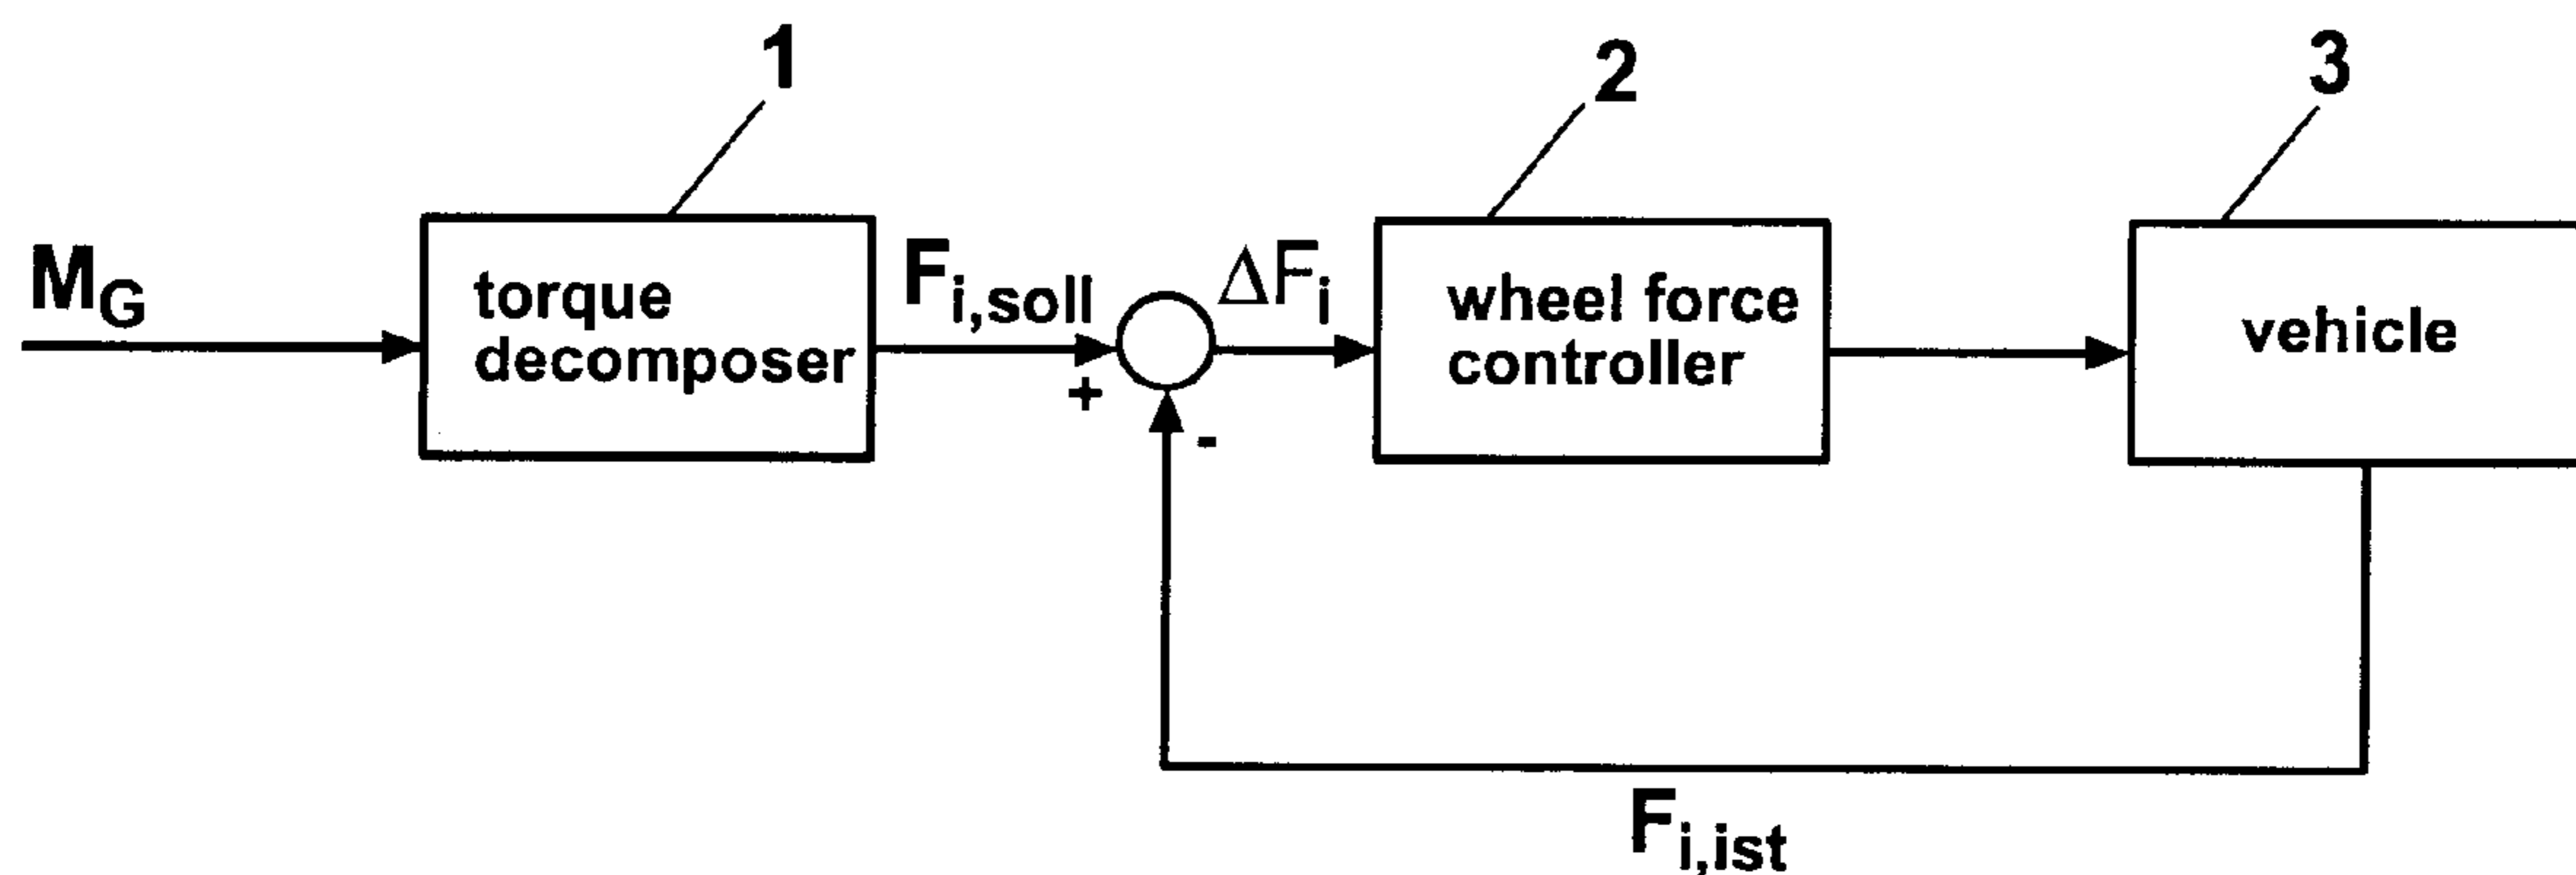 1
2
3
M_G
torque
decomposer
F_i,soll
+
-
ΔF_i
wheel force
controller
vehicle
F_i,ist